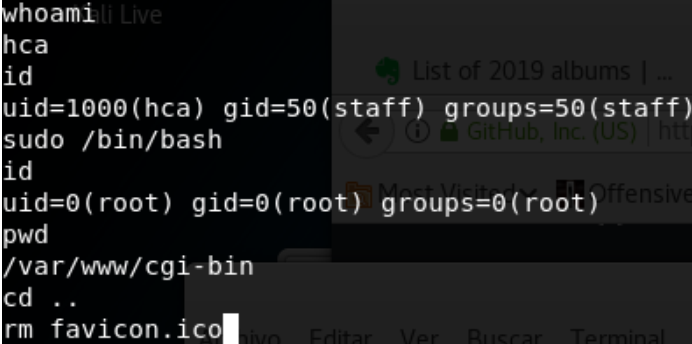 whoami
Kali Live
hca
id
List of 2019 albums | ...
uid=1000(hca) gid=50(staff) groups=50(staff)
GitHub, Inc. (US) htt
sudo /bin/bash
id
Most Visited
Offensive
uid=0(root) gid=0(root) groups=0(root)
pwd
/var/www/cgi-bin
cd ..
rm favicon.ico
Editar Ver Buscar Terminal